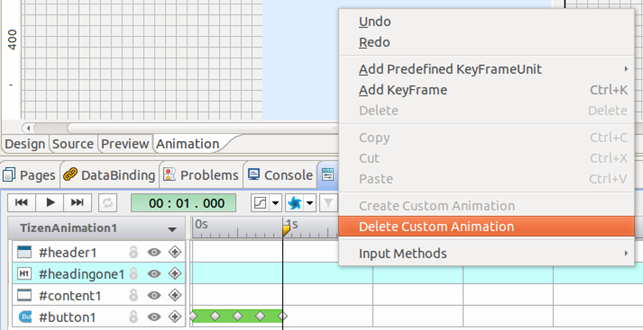 400
Undo
Redo
Add Predefined KeyFrameUnit
Add KeyFrame Ctrl+K
Delete Delete
Copy Ctrl+C
Cut Ctrl+X
Paste Ctrl+V
Create Custom Animation
Delete Custom Animation
Input Methods
Design Source Preview Animation
Pages DataBinding Problems Console
00 : 01 . 000
TizenAnimation1 0s 1s
#header1
H1 #headingone1
#content1
#button1